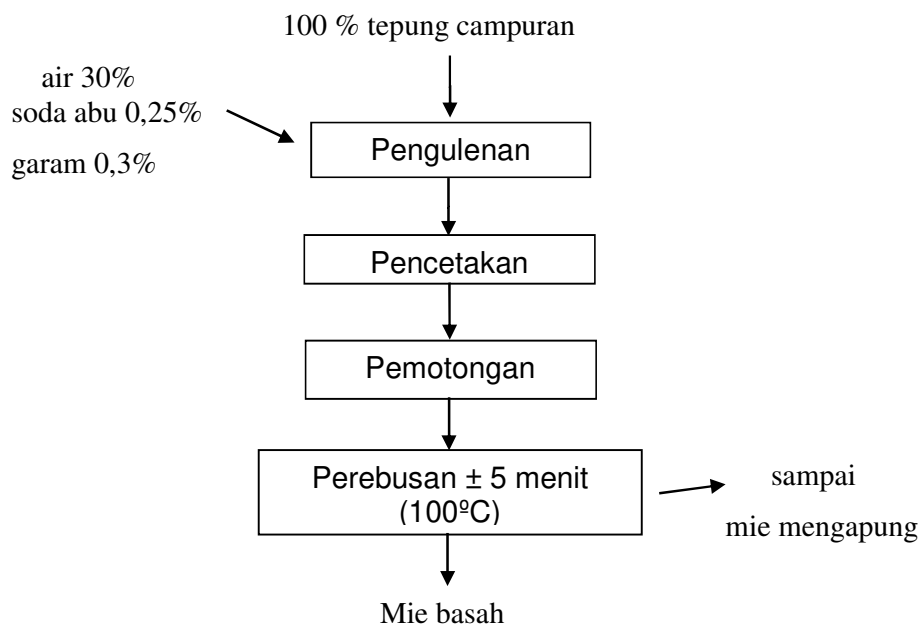 100 % tepung campuran
air 30%
soda abu 0,25%
garam 0,3%
Pengulenan
Pencetakan
Pemotongan
Perebusan ± 5 menit
(100ºC)
sampai
mie mengapung
Mie basah